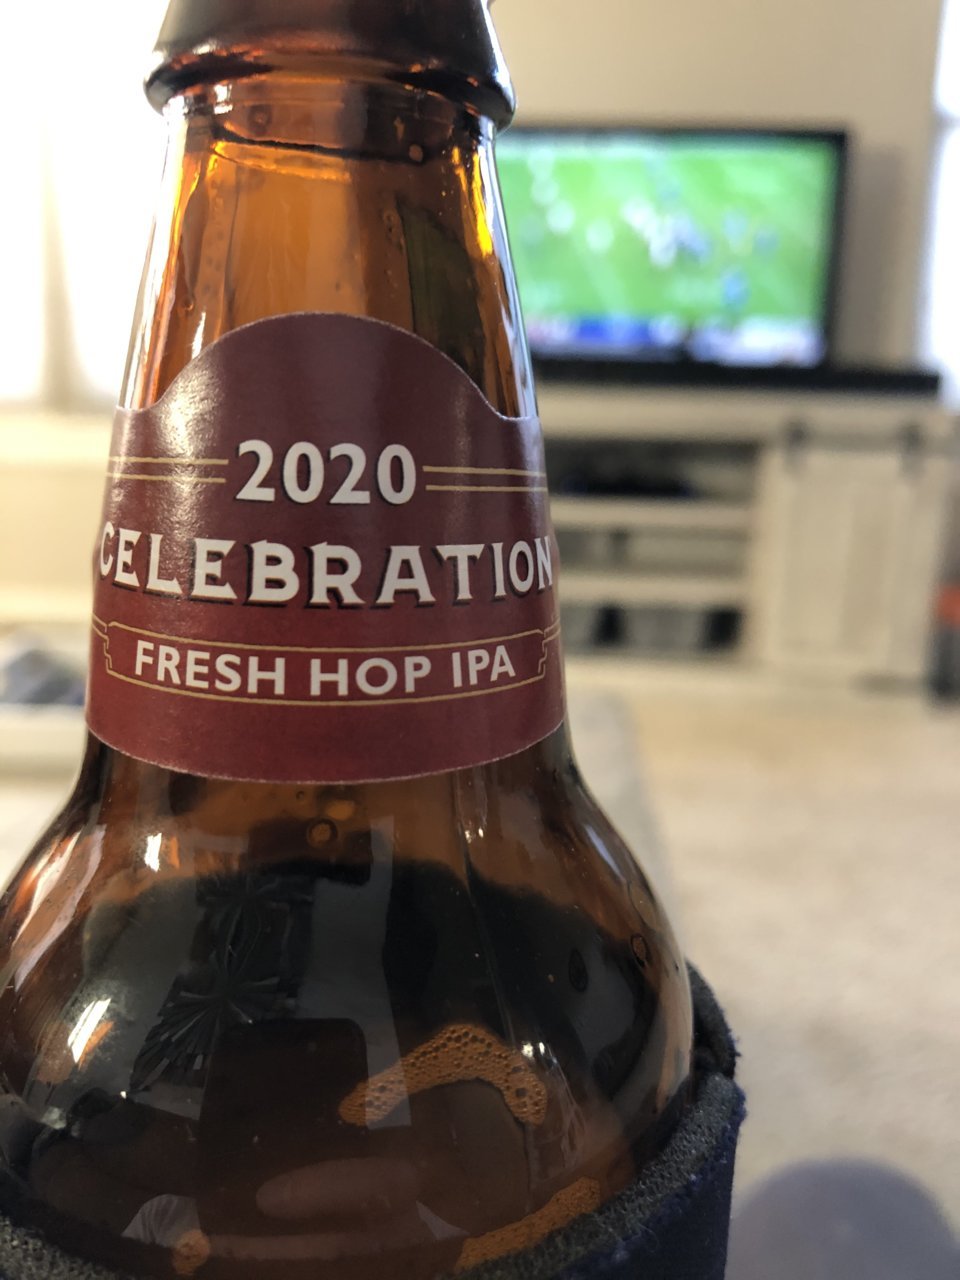 2020
CELEBRATION
FRESH HOP IPA